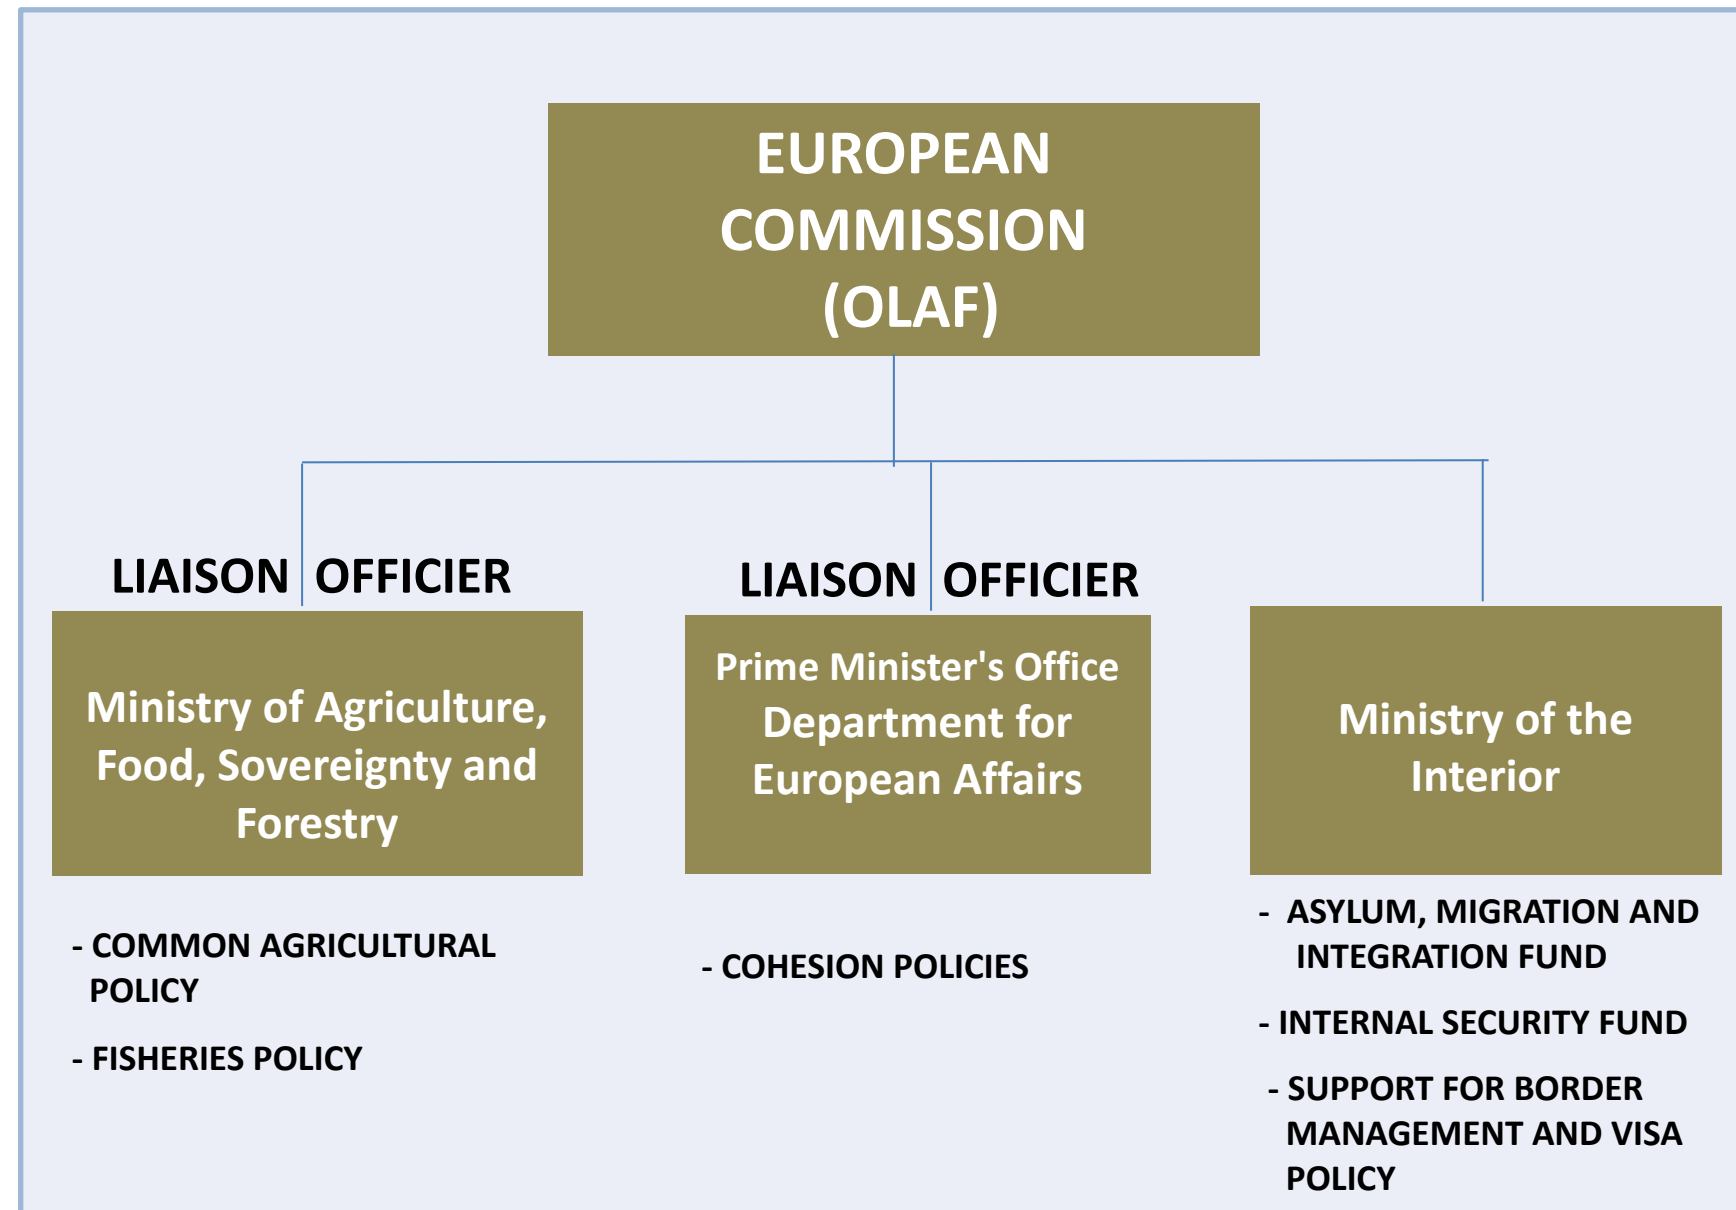 EUROPEAN
COMMISSION
(OLAF)
LIAISON OFFICIER
Ministry of Agriculture,
Food, Sovereignty and
Forestry
- COMMON AGRICULTURAL
POLICY
- FISHERIES POLICY
LIAISON OFFICIER
Prime Minister's Office
Department for
European Affairs
- COHESION POLICIES
Ministry of the
Interior
- ASYLUM, MIGRATION AND
INTEGRATION FUND
- INTERNAL SECURITY FUND
- SUPPORT FOR BORDER
MANAGEMENT AND VISA
POLICY